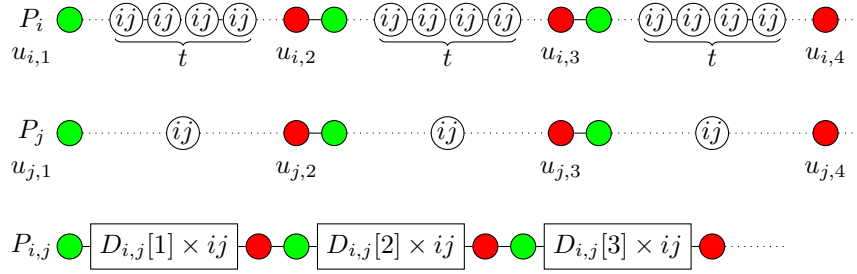 P_i ij ij ij ij ij ij ij ij ij ij ij ij
t t t
u_{i,1} u_{i,2} u_{i,3} u_{i,4}
P_j ij ij ij
u_{j,1} u_{j,2} u_{j,3} u_{j,4}
P_{i,j} D_{i,j}[1] × ij D_{i,j}[2] × ij D_{i,j}[3] × ij